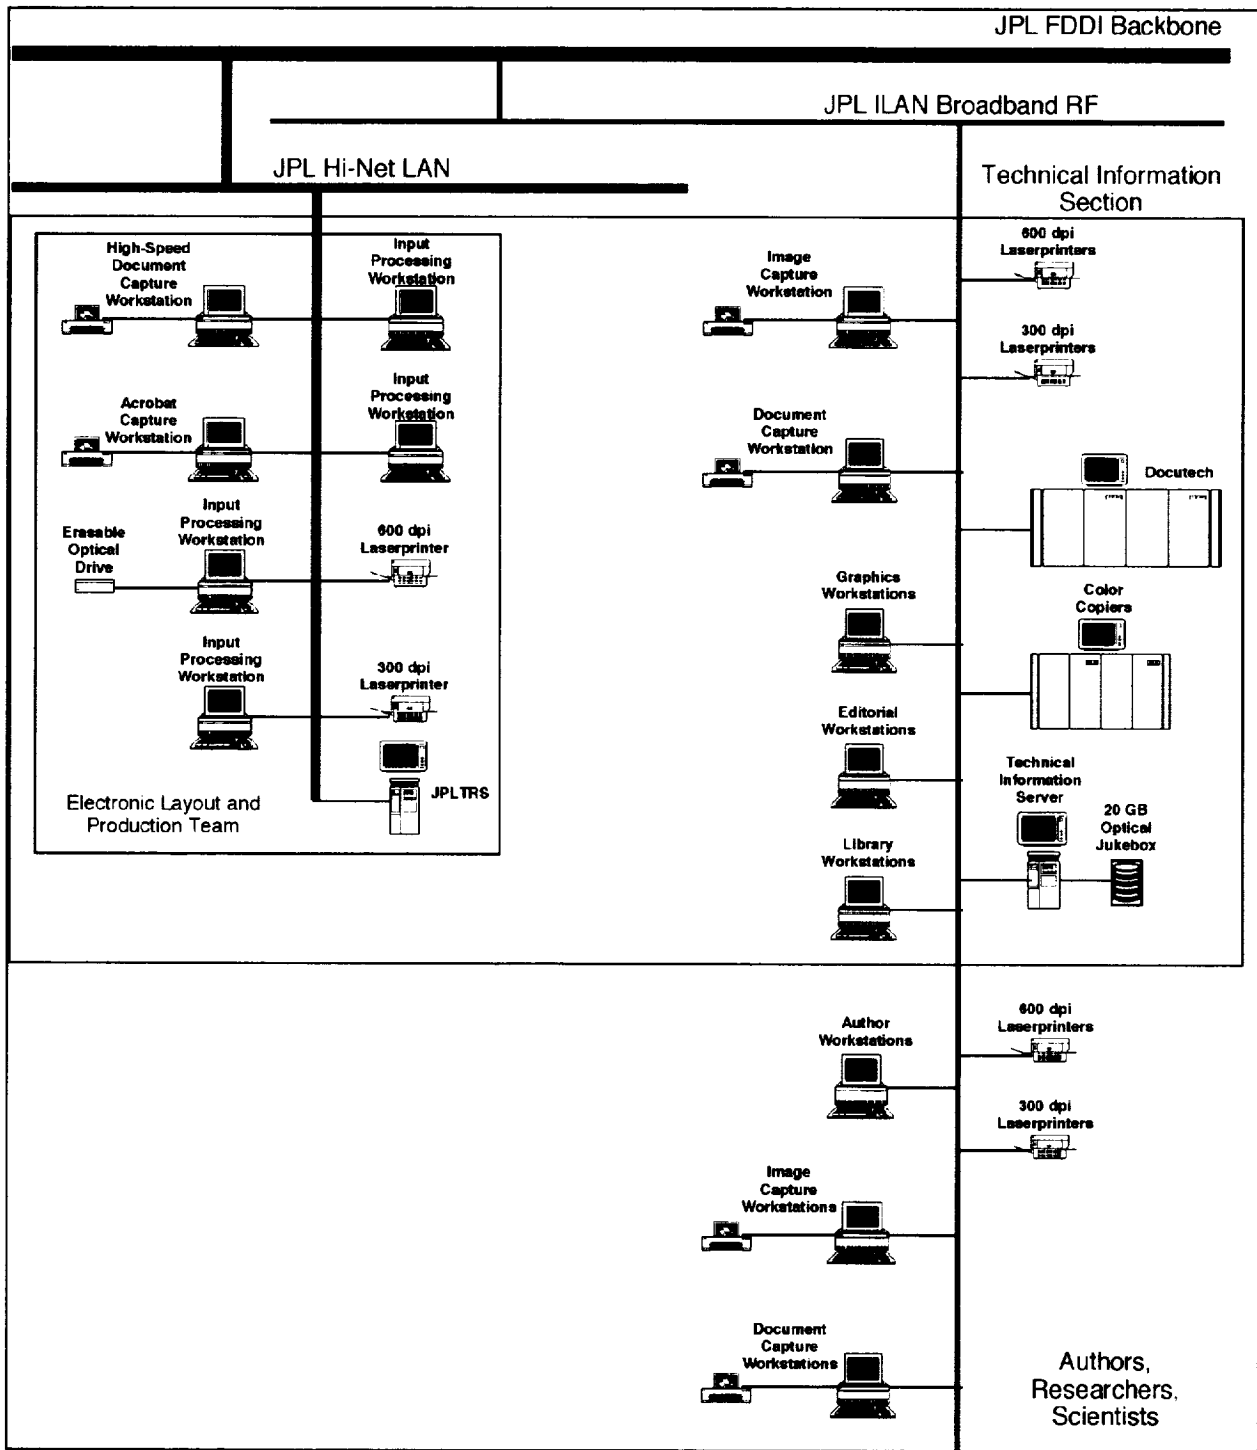 JPL FDDI Backbone
JPL ILAN Broadband RF
JPL Hi-Net LAN
Technical Information
Section
High-Speed
Document
Capture
Workstation
Input
Processing
Workstation
Acrobat
Capture
Workstation
Input
Processing
Workstation
Erasable
Optical
Drive
Input
Processing
Workstation
600 dpi
Laserprinter
Input
Processing
Workstation
300 dpi
Laserprinter
JPLTRS
Electronic Layout and
Production Team
Image
Capture
Workstation
600 dpi
Laserprinters
300 dpi
Laserprinters
Document
Capture
Workstation
Docutech
Graphics
Workstations
Color
Copiers
Editorial
Workstations
Technical
Information
Server
20 GB
Optical
Jukebox
Library
Workstations
Author
Workstations
600 dpi
Laserprinters
300 dpi
Laserprinters
Image
Capture
Workstations
Document
Capture
Workstations
Authors,
Researchers,
Scientists